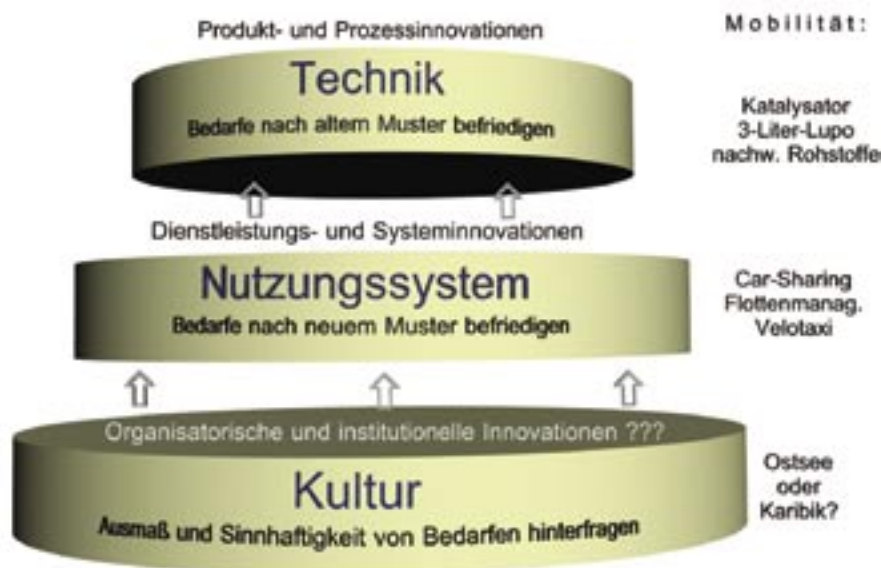 Produkt- und Prozessinnovationen
Mobilität:
Technik
Bedarfe nach altem Muster befriedigen
Katalysator
3-Liter-Lupo
nachw. Rohstoffe
Dienstleistungs- und Systeminnovationen
Nutzungssystem
Bedarfe nach neuem Muster befriedigen
Car-Sharing
Flottenmanag.
Velotaxi
Organisatorische und institutionelle Innovationen ???
Kultur
Ausmaß und Sinnhaftigkeit von Bedarfen hinterfragen
Ostsee
oder
Karibik?